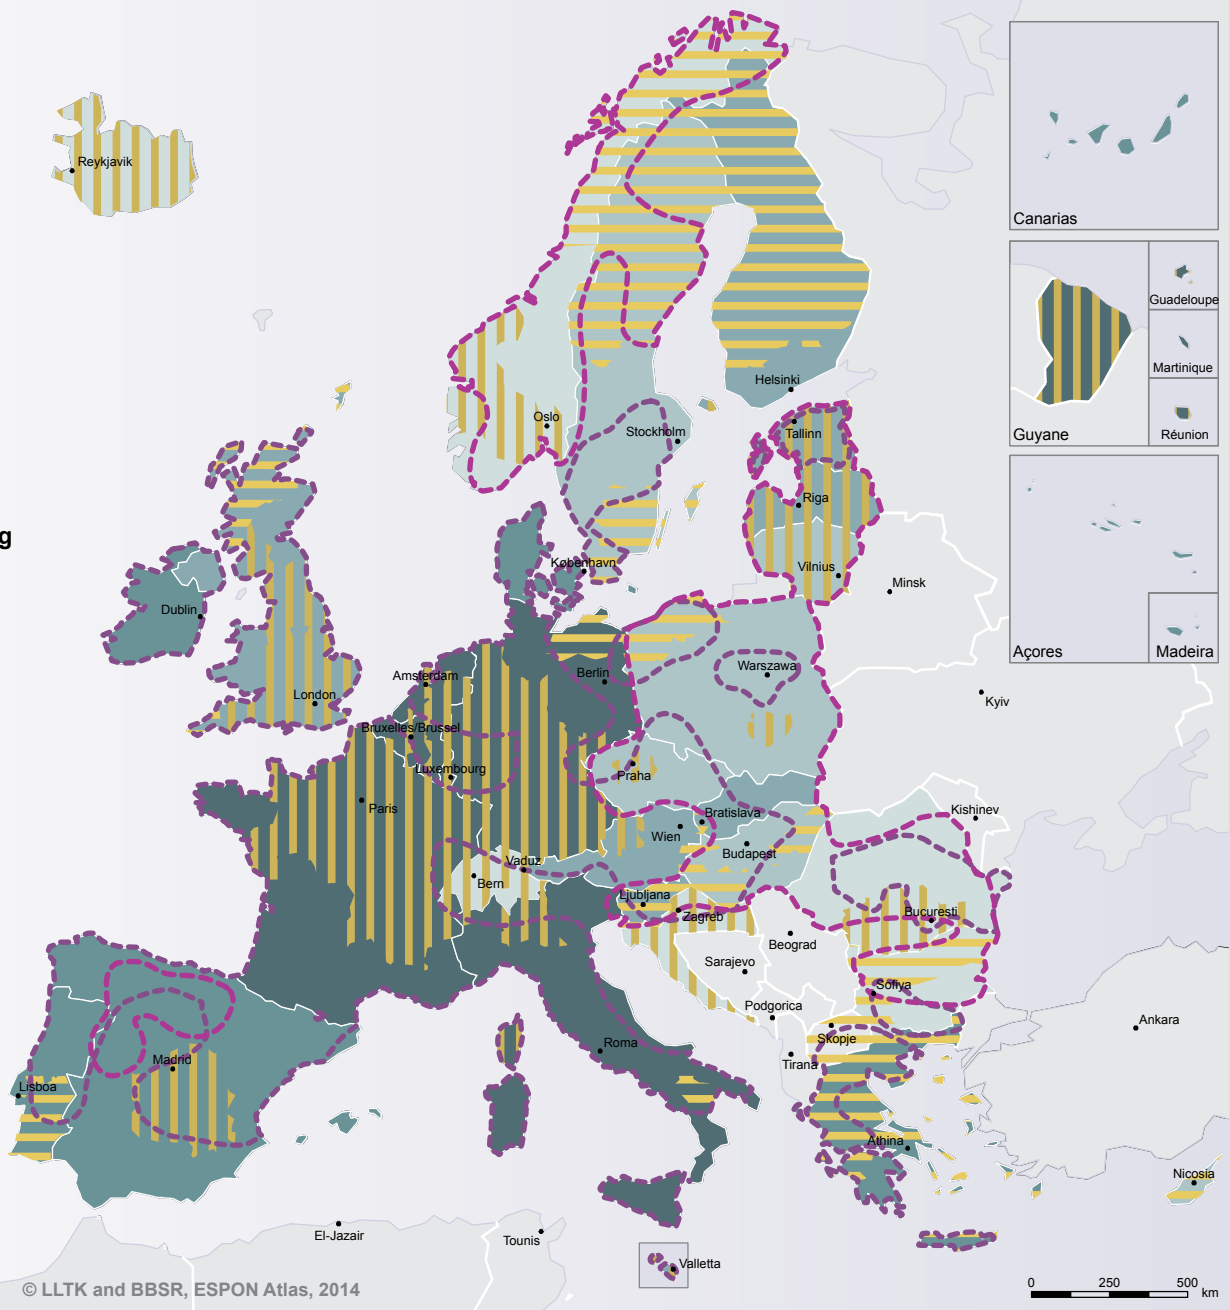 Canarias
Reykjavik
Guadeloupe
Martinique
Guyane
Réunion
Helsinki
Oslo
Stockholm
Tallinn
Riga
g
København
Vilnius
Minsk
Dublin
Açores
Madeira
Amsterdam
Berlin
Warszawa
London
Kyiv
Bruxelles/Brussel
Luxembourg
Praha
Paris
Kishinev
Bratislava
Wien
Budapest
Vaduz
Bern
Ljubljana
Zagreb
Bucureşti
Beograd
Sarajevo
Sofiya
Podgorica
Ankara
Skopje
Roma
Madrid
Tirana
Lisboa
Athina
Nicosia
El-Jazair
Tounis
Valletta
© LLTK and BBSR, ESPON Atlas, 2014
0 250 500
km